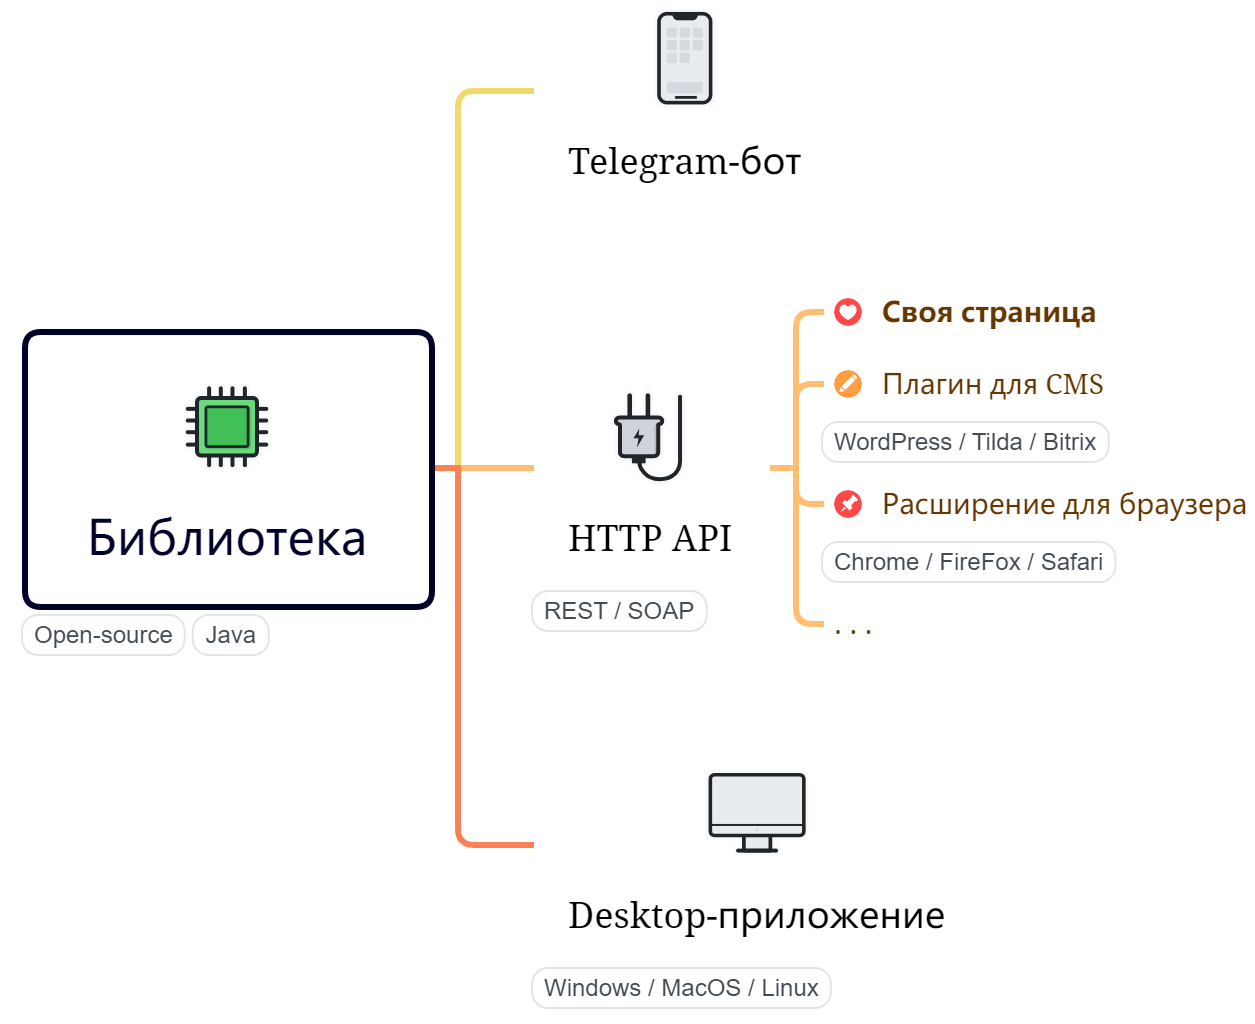 Telegram-бот
Своя страница
Плагин для CMS
WordPress / Tilda / Bitrix
Расширение для браузера
Chrome / FireFox / Safari
. . .
Библиотека
Open-source
Java
HTTP API
REST / SOAP
Desktop-приложение
Windows / MacOS / Linux